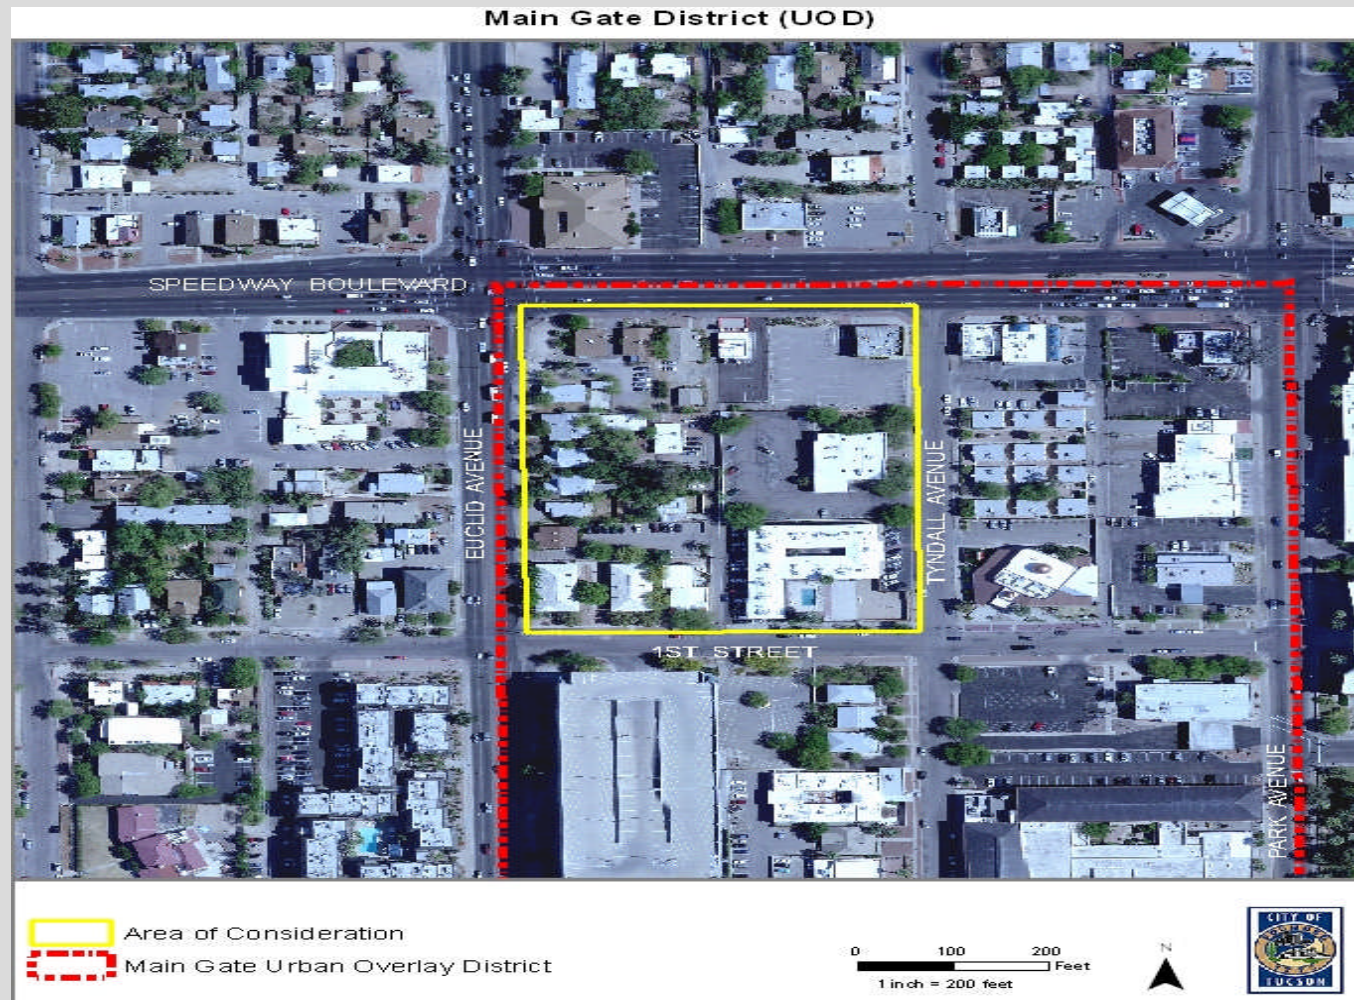 Main Gate District (UOD)
SPEEDWAY BOULEVARD
EUCLID AVENUE
TYNDALL AVENUE
1ST STREET
PARK AVENUE
Area of Consideration
Main Gate Urban Overlay District
0 100 200
Feet
1 inch = 200 feet
N
CITY OF
TUCSON